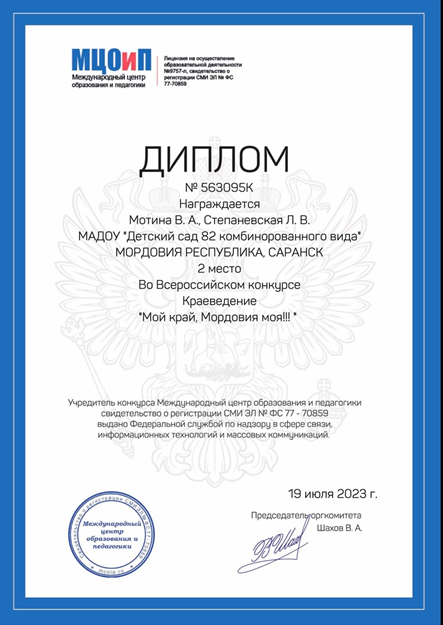 МЦОиП
Международный центр
образования и педагогики
Лицензия на осуществление
образовательной деятельности
№9757-л, свидетельство о
регистрации СМИ ЭЛ № ФС
77-70859
ДИПЛОМ
№ 563095К
Награждается
Мотина В. А., Степаневская Л. В.
МАДОУ "Детский сад 82 комбинорованного вида"
МОРДОВИЯ РЕСПУБЛИКА, САРАНСК
2 место
Во Всероссийском конкурсе
Краеведение
"Мой край, Мордовия моя!!! "
Учредитель конкурса Международный центр образования и педагогики
свидетельство о регистрации СМИ ЭЛ № ФС 77 - 70859
выдано Федеральной службой по надзору в сфере связи,
информационных технологий и массовых коммуникаций.
19 июля 2023 г.
Председатель оргкомитета
Шахов В. А.
Международный
центр
образования и
педагогики